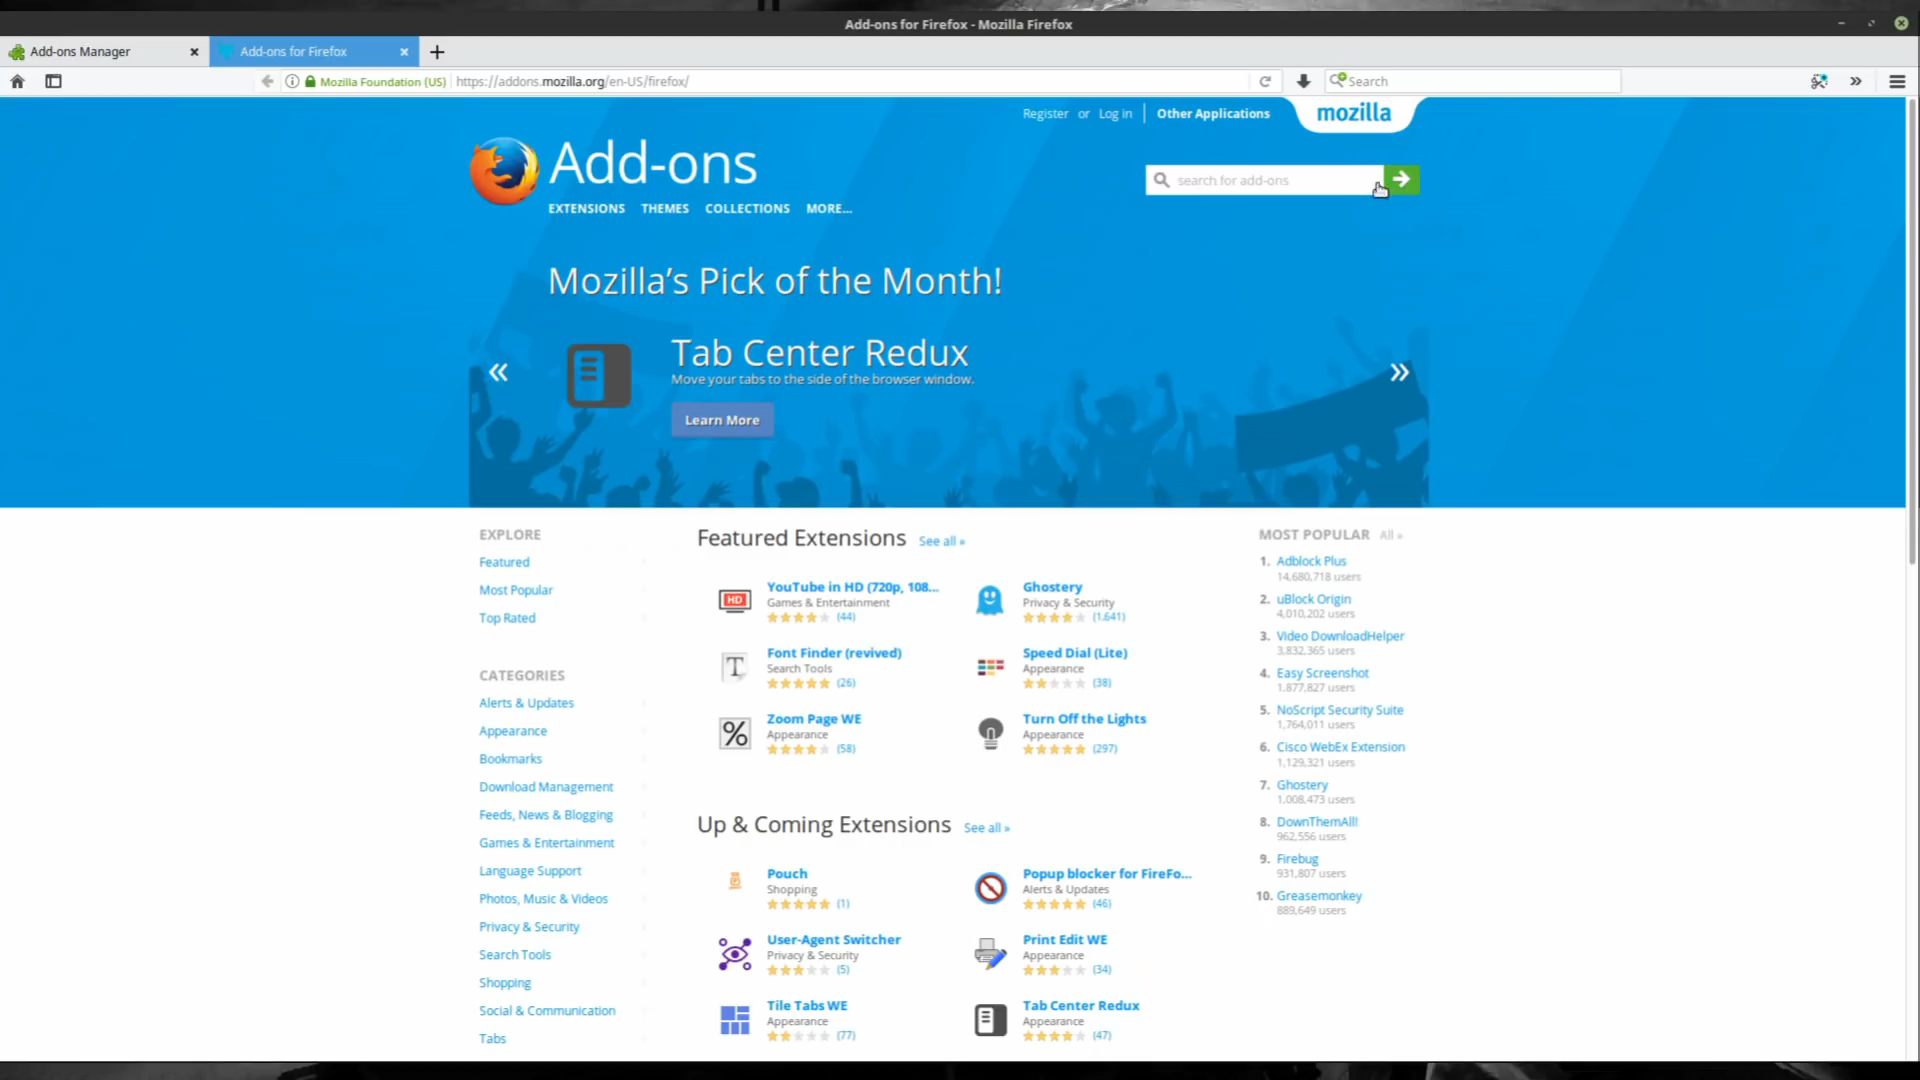 Add-ons for Firefox - Mozilla Firefox
Add-ons Manager
Add-ons for Firefox
Mozilla Foundation (US)
https://addons.mozilla.org/en-US/firefox/
Search
Register or Log in
Other Applications
mozilla
Add-ons
search for add-ons
EXTENSIONS THEMES COLLECTIONS MORE...
Mozilla's Pick of the Month!
Tab Center Redux
Move your tabs to the side of the browser window.
Learn More
EXPLORE
Featured
Most Popular
Top Rated
CATEGORIES
Alerts & Updates
Appearance
Bookmarks
Download Management
Feeds, News & Blogging
Games & Entertainment
Language Support
Photos, Music & Videos
Privacy & Security
Search Tools
Shopping
Social & Communication
Tabs
Featured Extensions See all »
YouTube in HD (720p, 108...
Games & Entertainment
(44)
Ghostery
Privacy & Security
(1,641)
Font Finder (revived)
Search Tools
(26)
Speed Dial (Lite)
Appearance
(38)
Zoom Page WE
Appearance
(58)
Turn Off the Lights
Appearance
(297)
Up & Coming Extensions See all »
Pouch
Shopping
(1)
Popup blocker for FireFo...
Alerts & Updates
(46)
User-Agent Switcher
Privacy & Security
(5)
Print Edit WE
Appearance
(34)
Tile Tabs WE
Appearance
(77)
Tab Center Redux
Appearance
(47)
MOST POPULAR All »
1. Adblock Plus
14,680,718 users
2. uBlock Origin
4,010,202 users
3. Video DownloadHelper
3,832,365 users
4. Easy Screenshot
1,877,827 users
5. NoScript Security Suite
1,764,011 users
6. Cisco WebEx Extension
1,129,321 users
7. Ghostery
1,008,473 users
8. DownThemAll!
962,556 users
9. Firebug
931,807 users
10. Greasemonkey
889,649 users